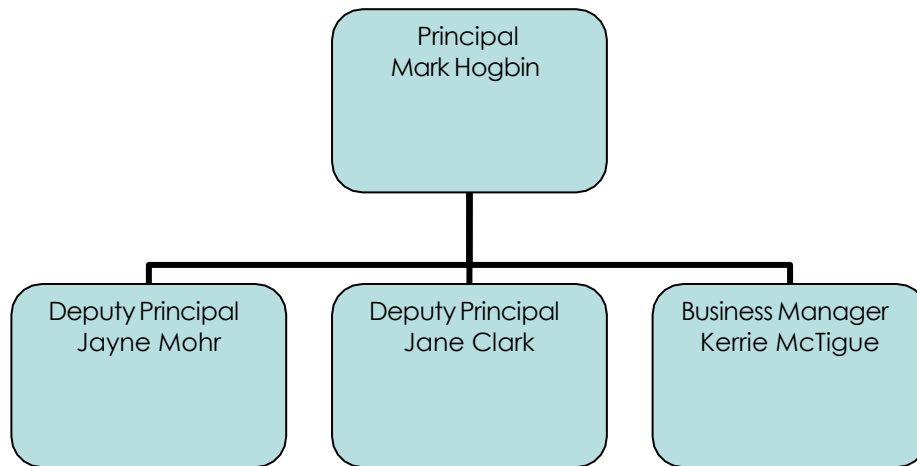 Principal
Mark Hogbin
Deputy Principal
Jayne Mohr
Deputy Principal
Jane Clark
Business Manager
Kerrie McTigue